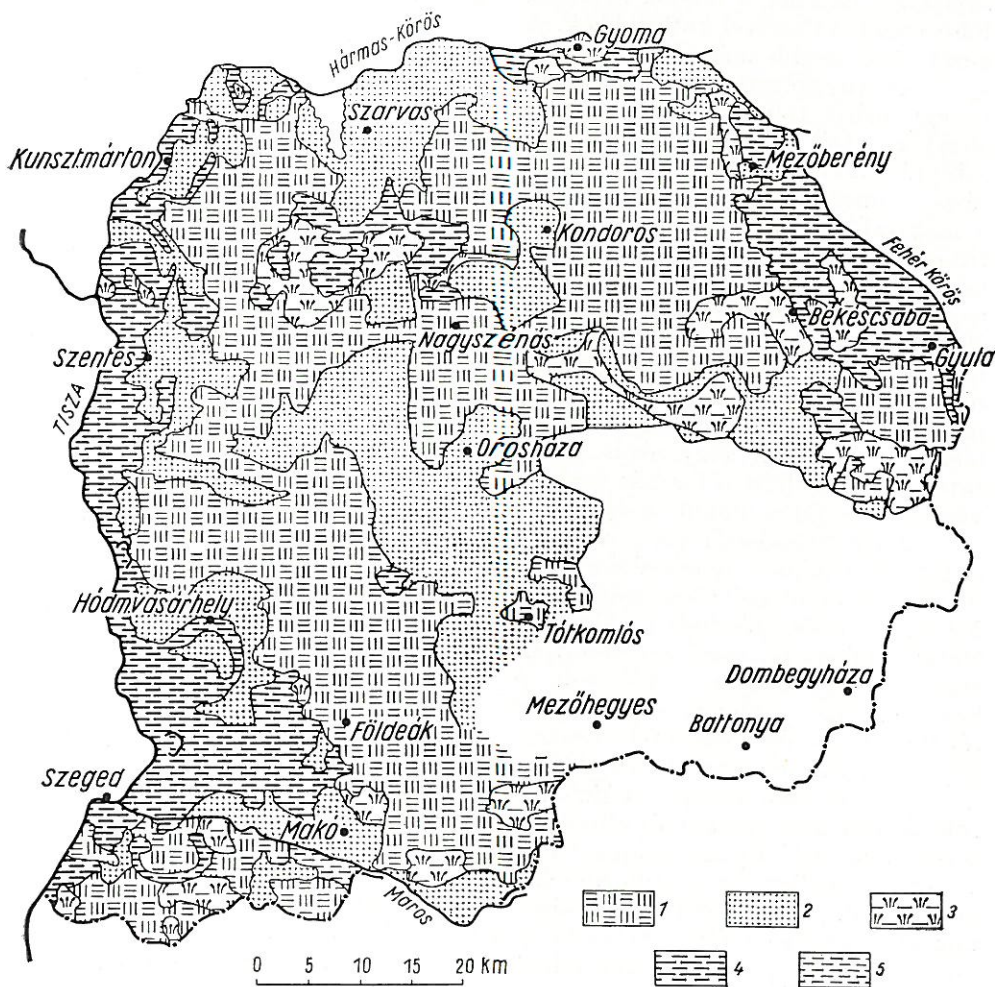 Gyoma
Hármas-Körös
Szarvas
Kunsztmárton
Mezőberény
Kondoros
Fehér Körös
Békéscsaba
Nagyszénás
Gyula
Szentes
TISZA
Orosháza
Hódmvásárhely
Tótkomlós
Dombegyháza
Mezőhegyes
Battonya
Földeák
Szeged
Makó
Maros
1
2
3
0 5 10 15 20 km
4
5